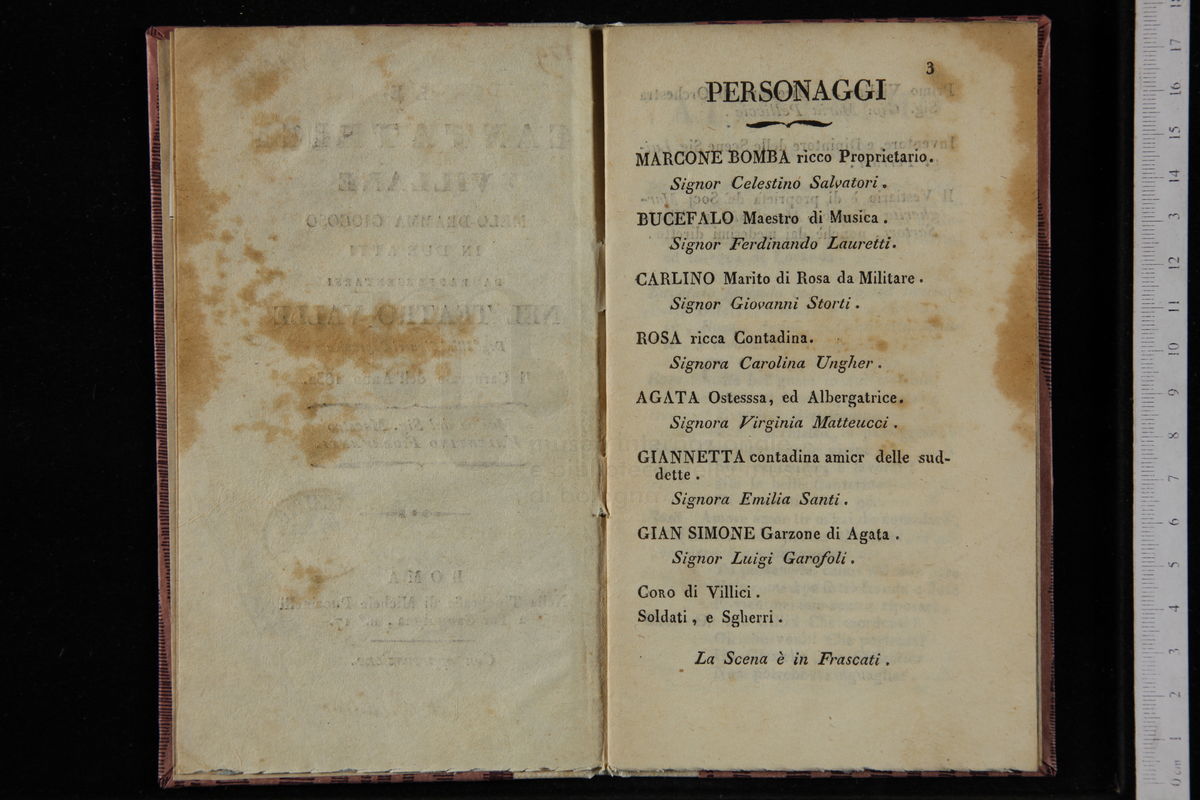 3
PERSONAGGI
MARCONE BOMBA ricco Proprietario.
Signor Celestino Salvatori.
BUCEFALO Maestro di Musica.
Signor Ferdinando Lauretti.
CARLINO Marito di Rosa da Militare.
Signor Giovanni Storti.
ROSA ricca Contadina.
Signora Carolina Ungher.
AGATA Ostesssa, ed Albergatrice.
Signora Virginia Matteucci.
GIANNETTA contadina amicr delle sud-
dette.
Signora Emilia Santi.
GIAN SIMONE Garzone di Agata.
Signor Luigi Garofoli.
CORO di Villici.
Soldati, e Sgherri.
La Scena è in Frascati.